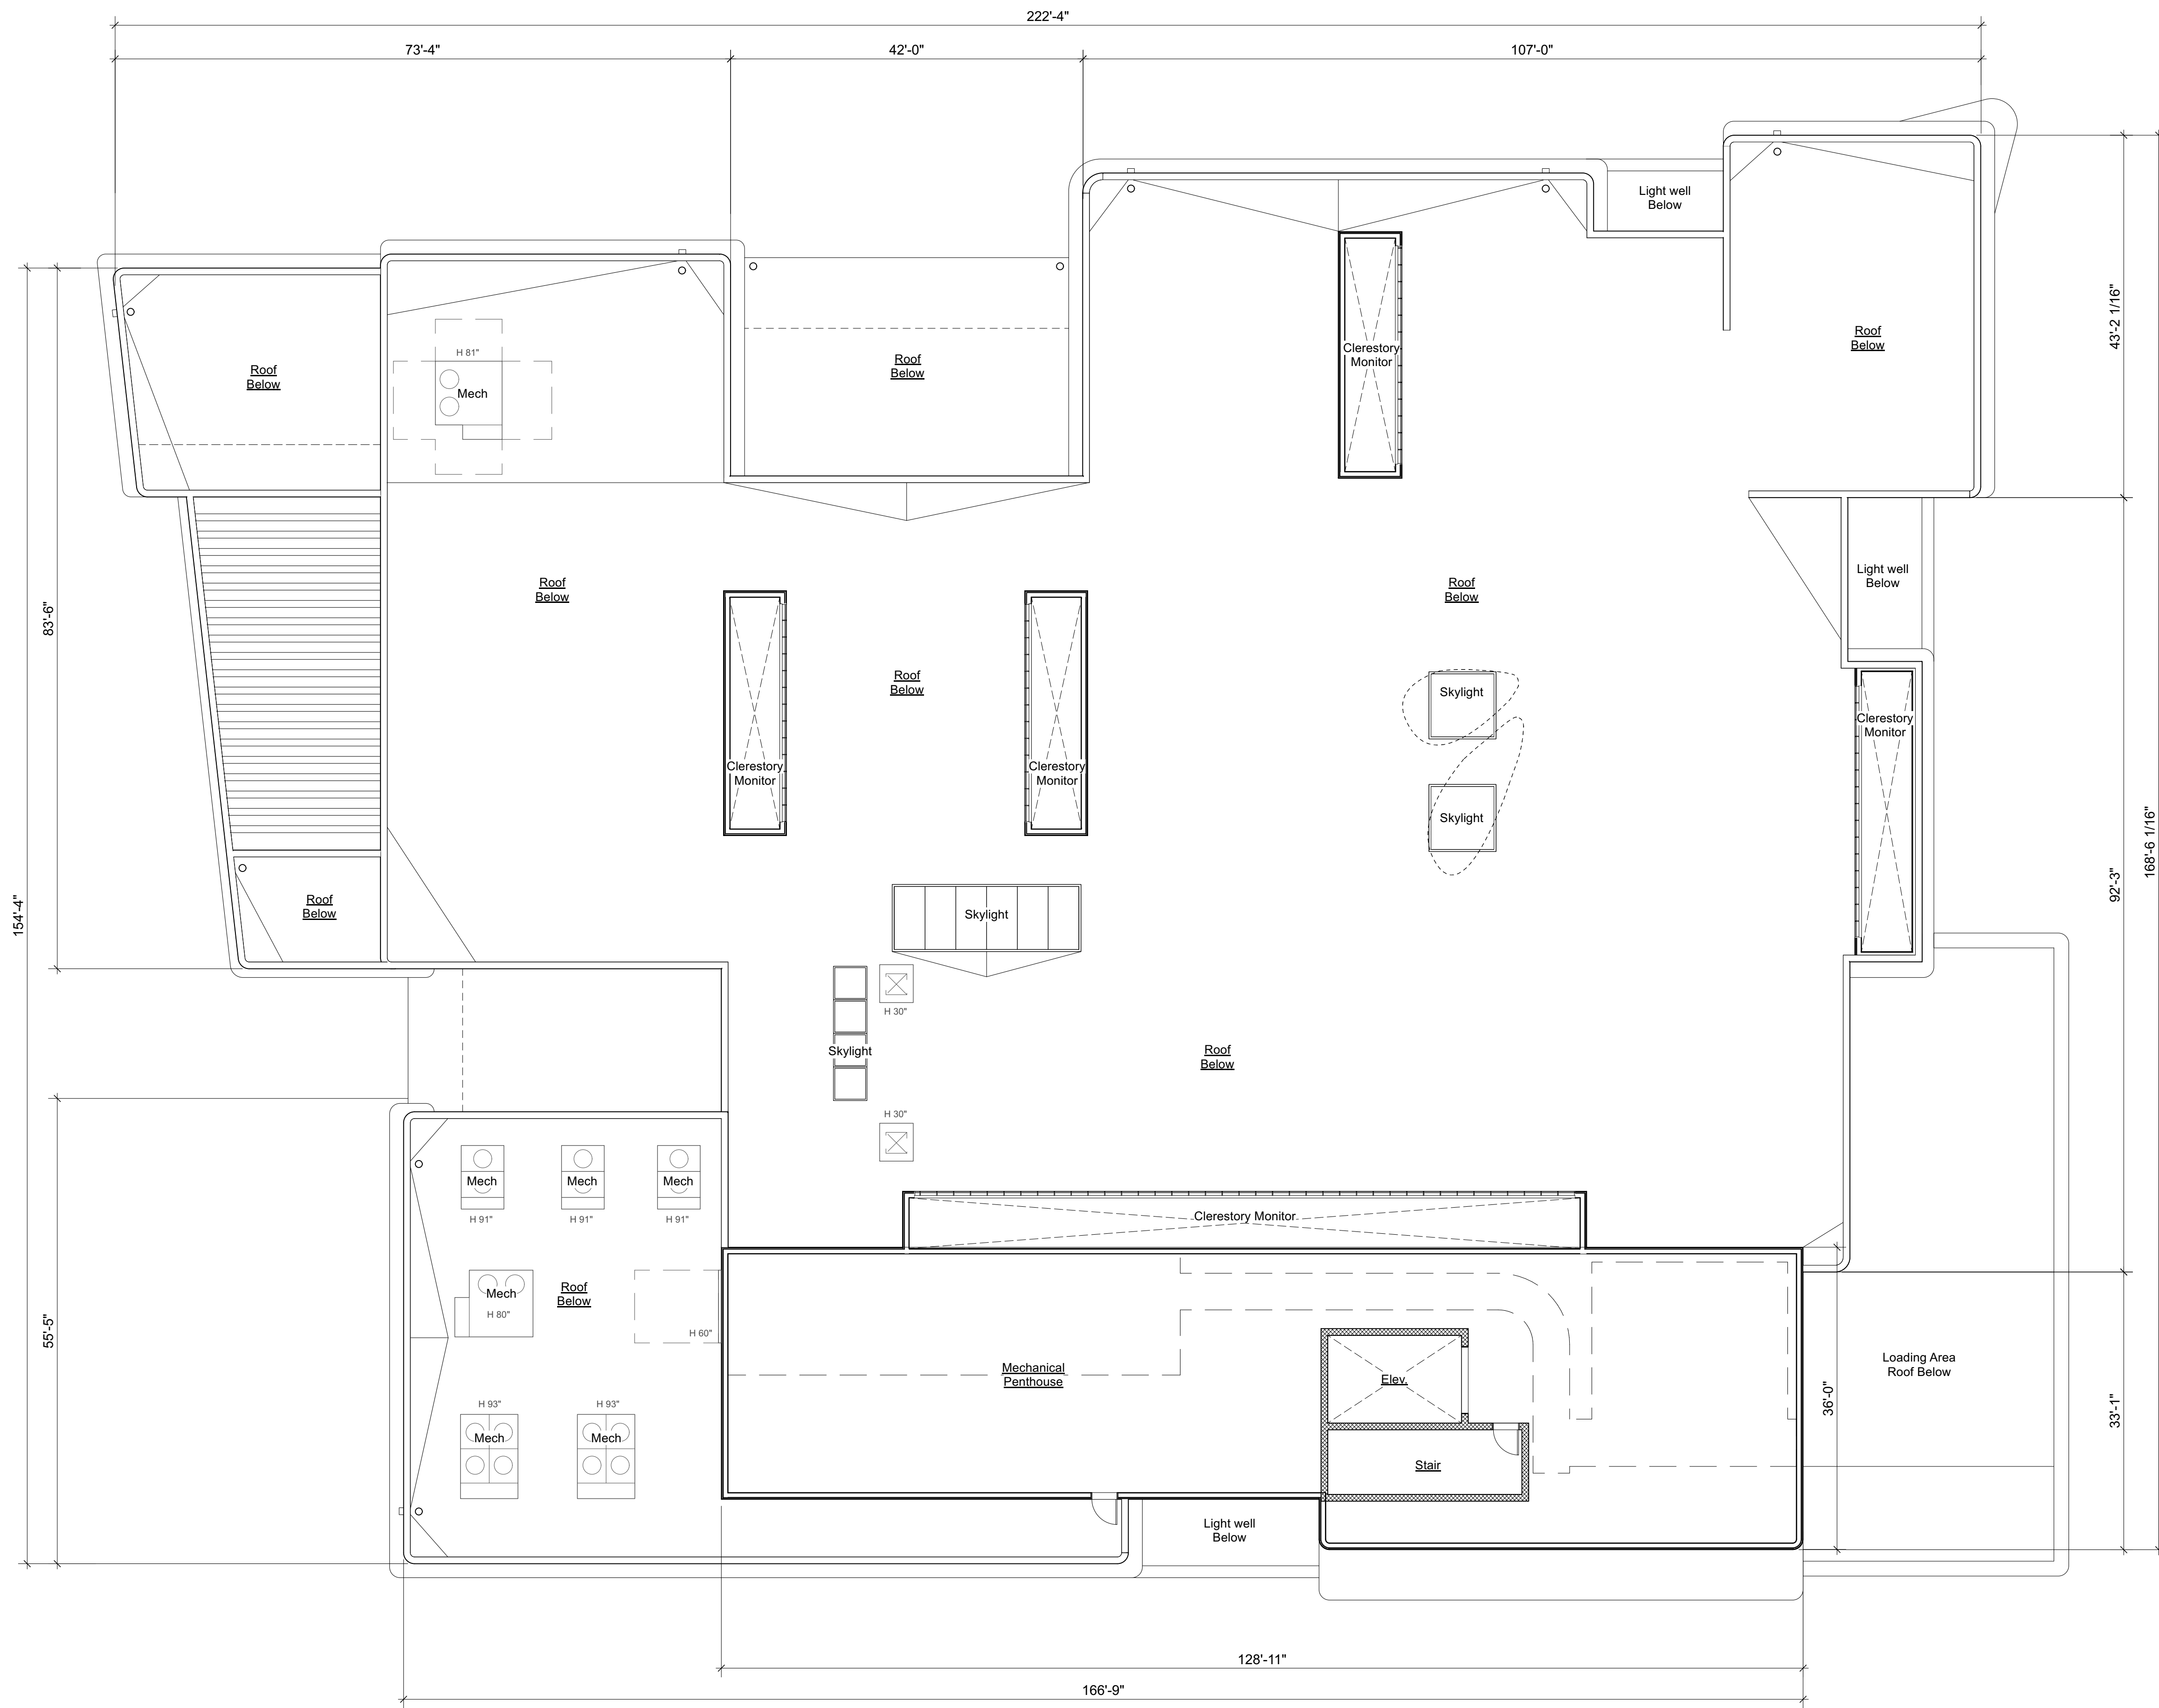 222'-4"
73'-4"
42'-0"
107'-0"
Light well
Below
43'-2 1/16"
Roof
Below
Clerestory
Monitor
H 81"
Mech
Roof
Below
Roof
Below
Roof
Below
Roof
Below
Light well
Below
83'-6"
Roof
Below
Skylight
Clerestory
Monitor
Clerestory
Monitor
Clerestory
Monitor
Skylight
168'-6 1/16"
92'-3"
154'-4"
Roof
Below
Skylight
H 30"
Skylight
Roof
Below
H 30"
Mech
Mech
Mech
H 91"
H 91"
H 91"
Clerestory Monitor
Mech
H 80"
Roof
Below
H 60"
55'-5"
Mechanical
Penthouse
Elev.
Loading Area
Roof Below
36'-0"
33'-1"
H 93"
H 93"
Mech
Mech
Stair
Light well
Below
128'-11"
166'-9"